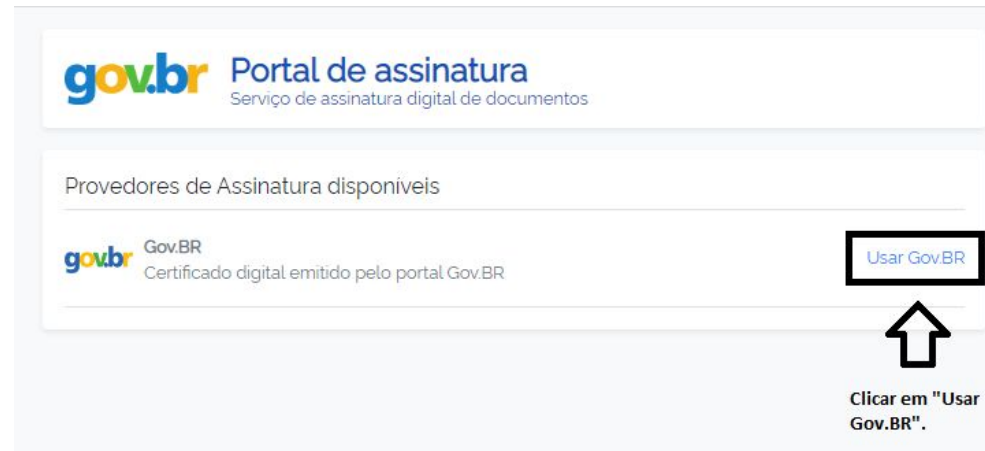 gov.br
Portal de assinatura
Serviço de assinatura digital de documentos
Provedores de Assinatura disponíveis
gov.br
Gov.BR
Certificado digital emitido pelo portal Gov.BR
Usar Gov.BR
Clicar em "Usar
Gov.BR".